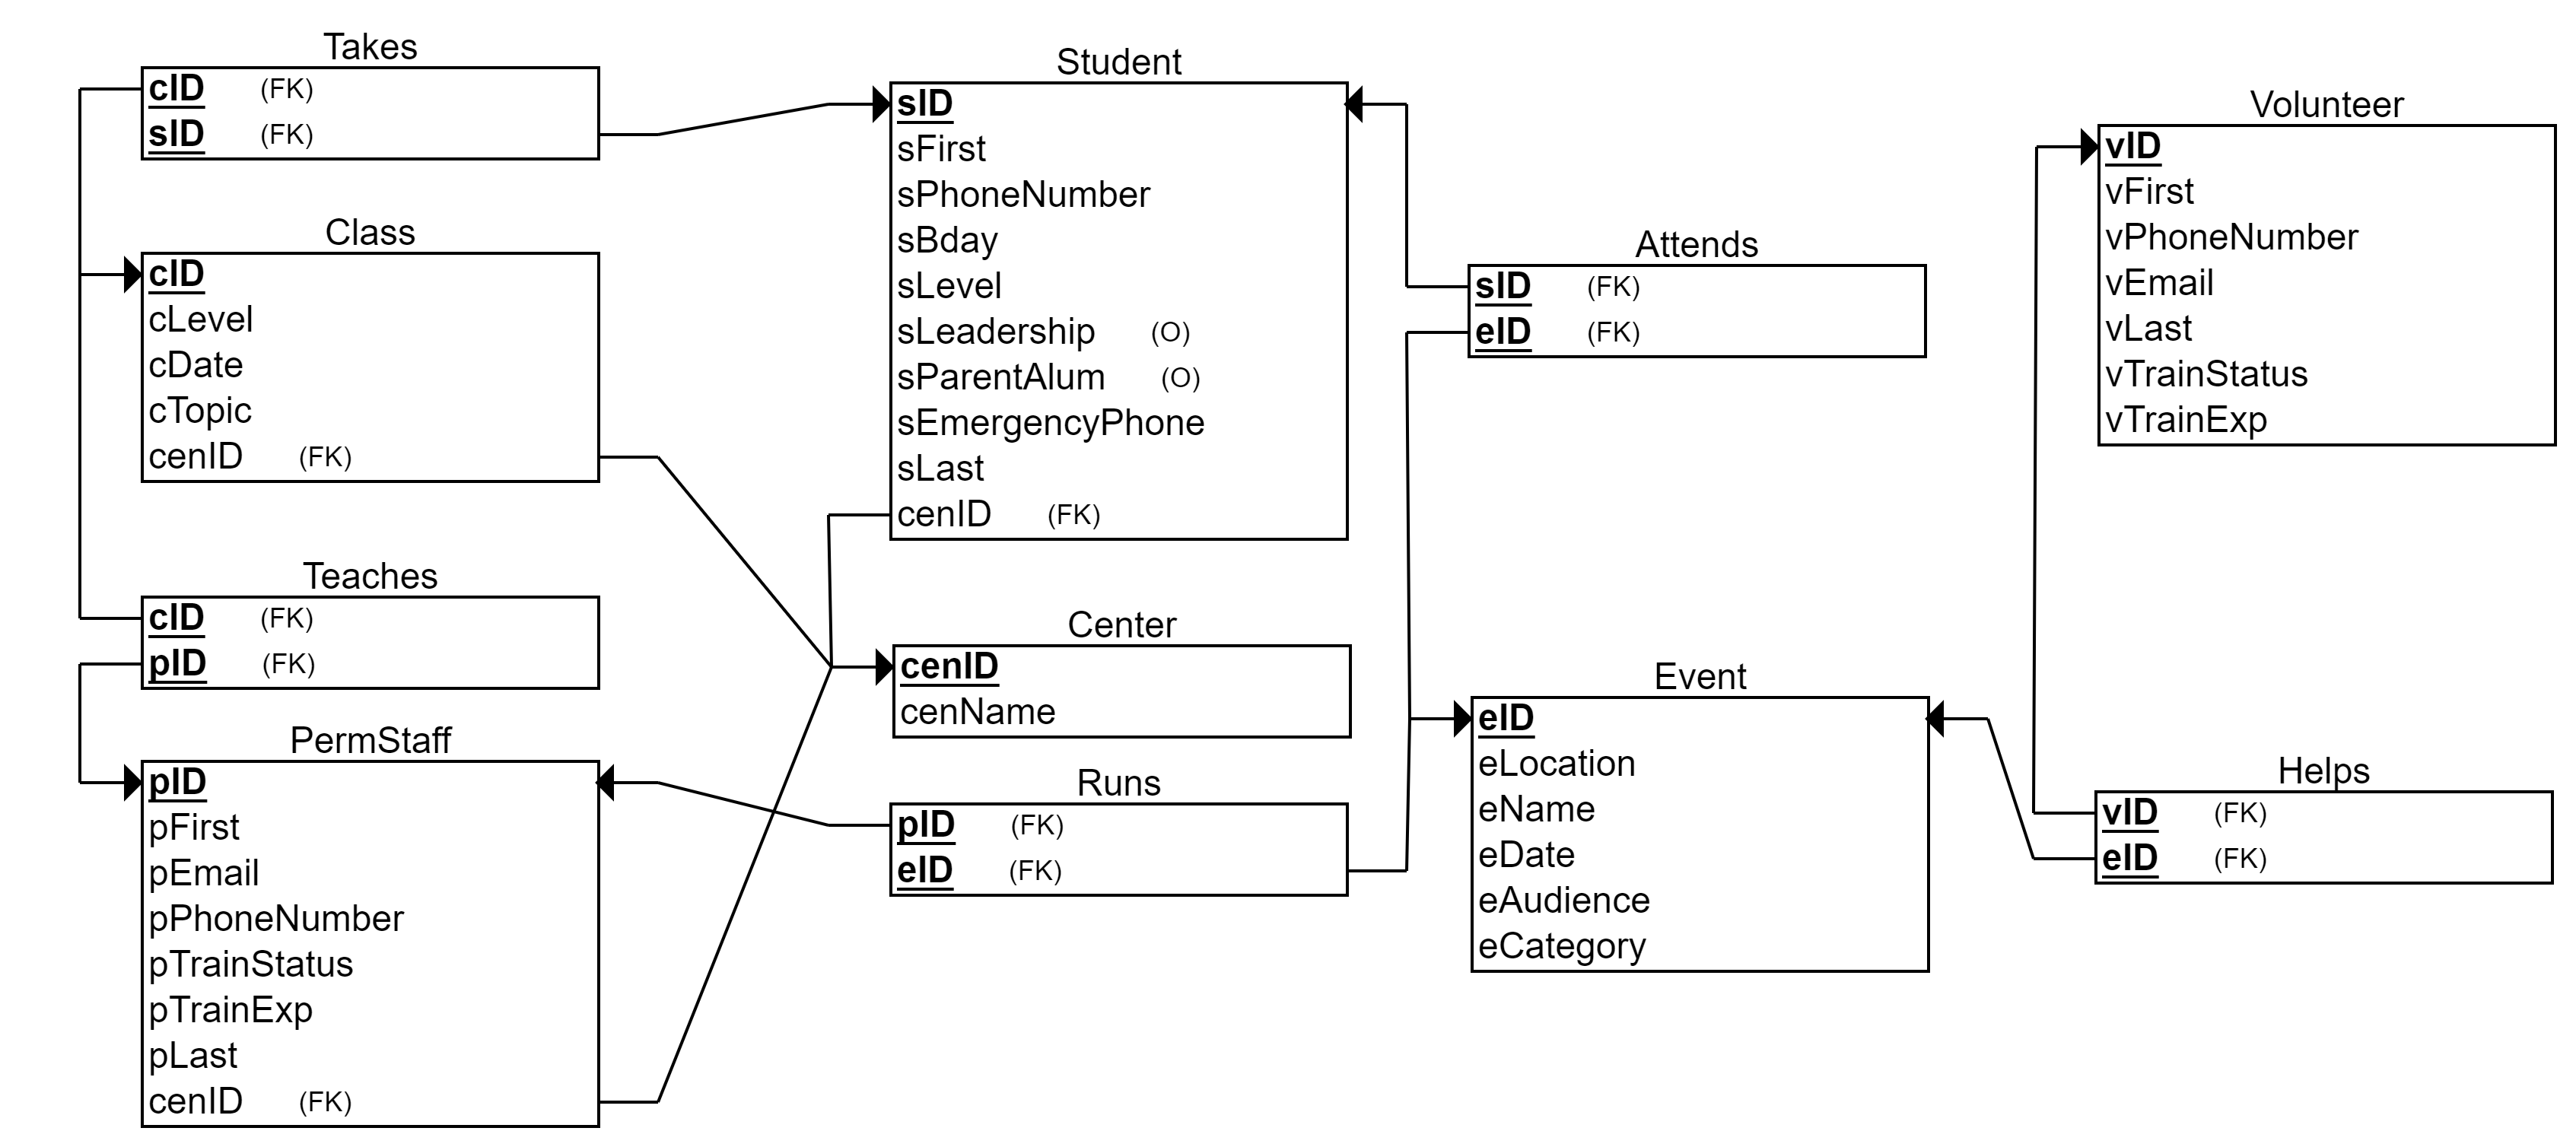 Takes
cID (FK)
sID (FK)
Class
cID
cLevel
cDate
cTopic
cenID (FK)
Teaches
cID (FK)
pID (FK)
PermStaff
pID
pFirst
pEmail
pPhoneNumber
pTrainStatus
pTrainExp
pLast
cenID (FK)
Student
sID
sFirst
sPhoneNumber
sBday
sLevel
sLeadership (O)
sParentAlum (O)
sEmergencyPhone
sLast
cenID (FK)
Center
cenID
cenName
Runs
pID (FK)
eID (FK)
Attends
sID (FK)
eID (FK)
Event
eID
eLocation
eName
eDate
eAudience
eCategory
Volunteer
vID
vFirst
vPhoneNumber
vEmail
vLast
vTrainStatus
vTrainExp
Helps
vID (FK)
eID (FK)